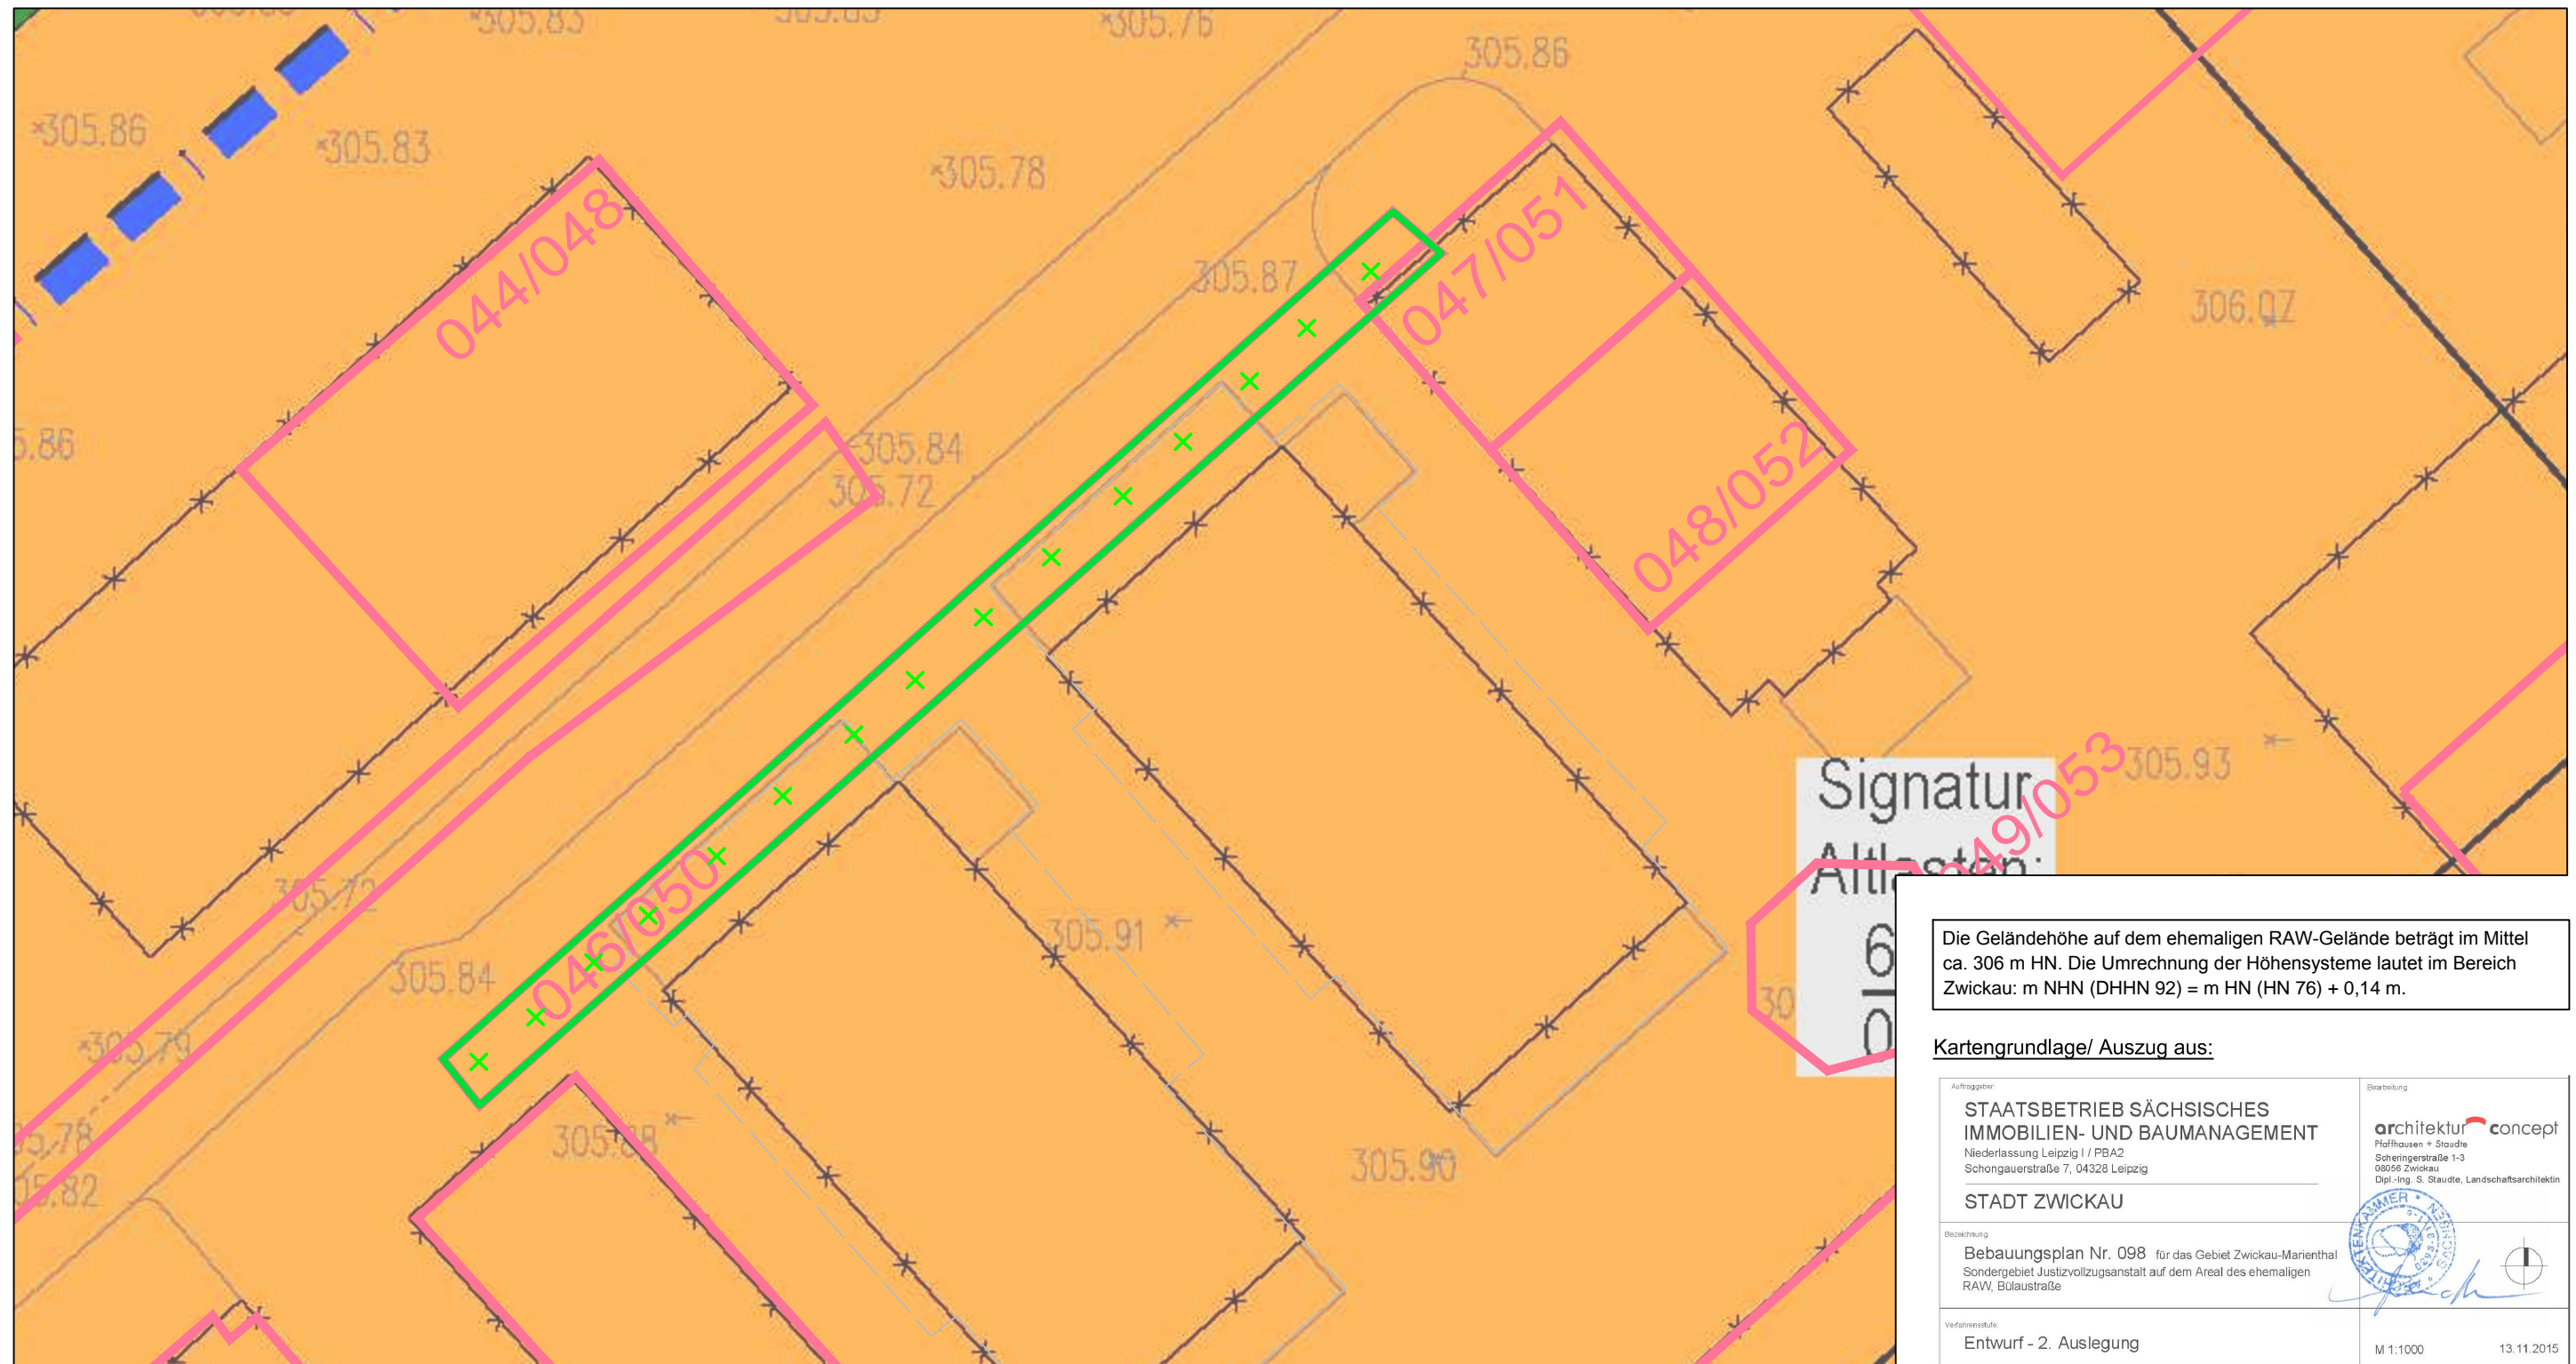 305.83
305.76
305.86
305.86
305.83
305.78
044/048
047/051
305.87
306.07
5.86
305.84
305.72
048/052
Signatur
Altlasten:
049/053
305.93
305.72
046/050
305.91
305.84
305.79
305.88
305.90
5.78
05.82
30
6
0
Die Geländehöhe auf dem ehemaligen RAW-Gelände beträgt im Mittel
ca. 306 m HN. Die Umrechnung der Höhensysteme lautet im Bereich
Zwickau: m NHN (DHHN 92) = m HN (HN 76) + 0,14 m.
Kartengrundlage/ Auszug aus:
Auftraggeber:
STAATSBETRIEB SÄCHSISCHES
IMMOBILIEN- UND BAUMANAGEMENT
Niederlassung Leipzig I / PBA2
Schongauerstraße 7, 04328 Leipzig
STADT ZWICKAU
Bearbeitung
architektur concept
Pfaffhausen + Staudte
Scheringerstraße 1-3
08056 Zwickau
Dipl.-Ing. S. Staudte, Landschaftsarchitektin
Bezeichnung
Bebauungsplan Nr. 098 für das Gebiet Zwickau-Marienthal
Sondergebiet Justizvollzugsanstalt auf dem Areal des ehemaligen
RAW, Bülaustraße
Verfahrensstufe:
Entwurf - 2. Auslegung
M 1:1000
13.11.2015